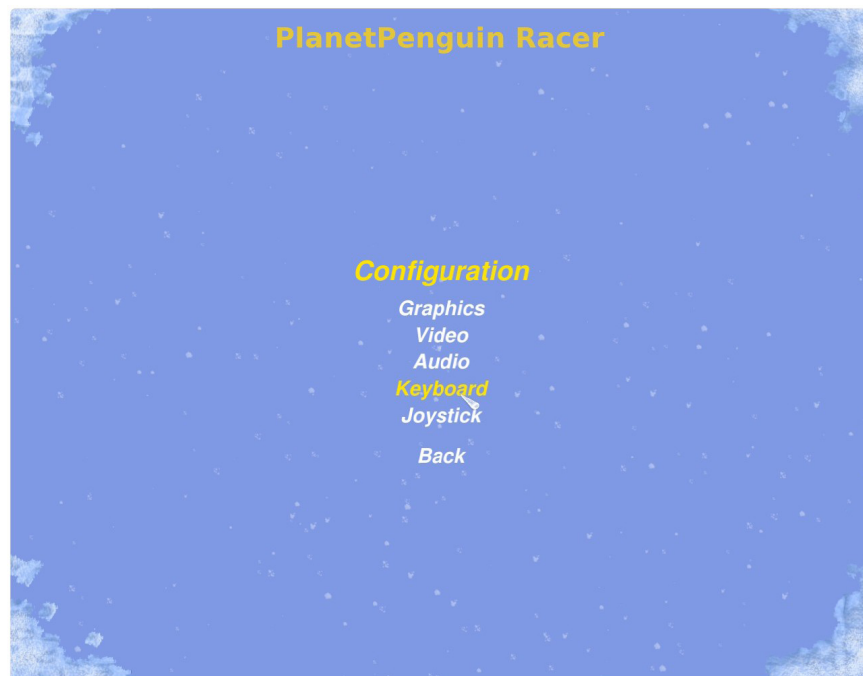 PlanetPenguin Racer
Configuration
Graphics
Video
Audio
Keyboard
Joystick
Back